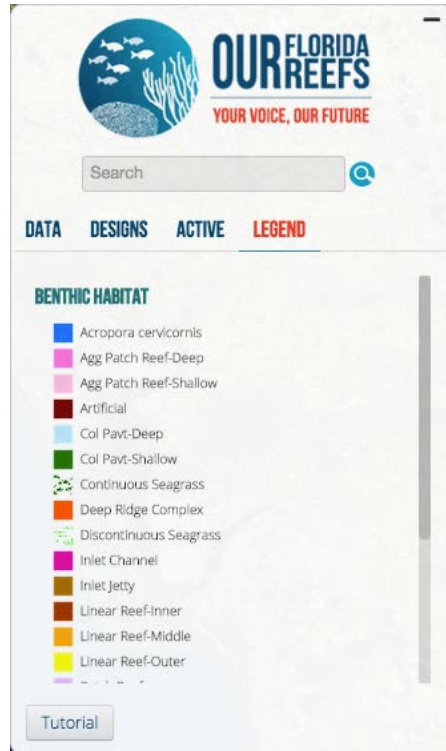 OUR FLORIDA REEFS
YOUR VOICE, OUR FUTURE
Search
DATA DESIGNS ACTIVE LEGEND
BENTHIC HABITAT
Acropora cervicornis
Agg Patch Reef-Deep
Agg Patch Reef-Shallow
Artificial
Col Pavt-Deep
Col Pavt-Shallow
Continuous Seagrass
Deep Ridge Complex
Discontinuous Seagrass
Inlet Channel
Inlet Jetty
Linear Reef-Inner
Linear Reef-Middle
Linear Reef-Outer
Tutorial